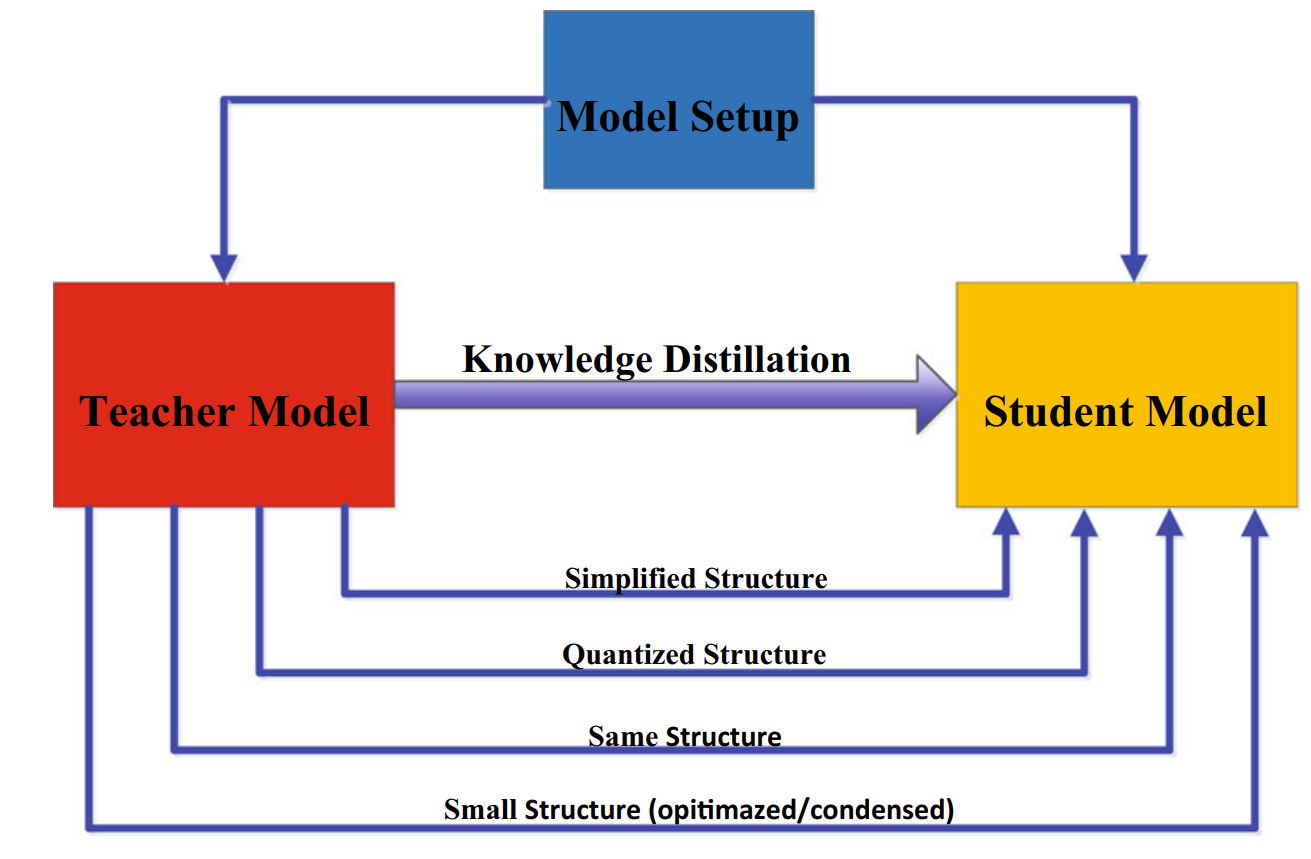 Model Setup
Knowledge Distillation
Teacher Model
Student Model
Simplified Structure
Quantized Structure
Same Structure
Small Structure (opitimazed/condensed)